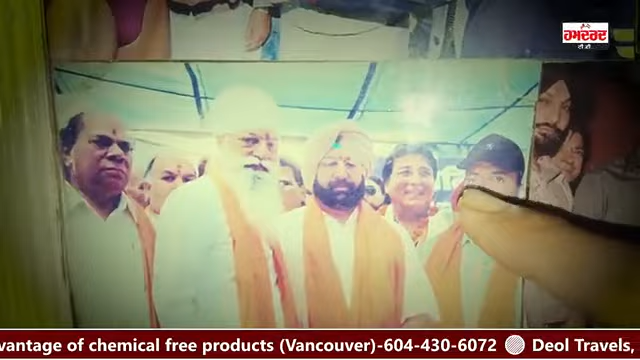 ਹਮਦਰਦ
ਟੀ.ਵੀ.
vantage of chemical free products (Vancouver)-604-430-6072 Deol Travels,